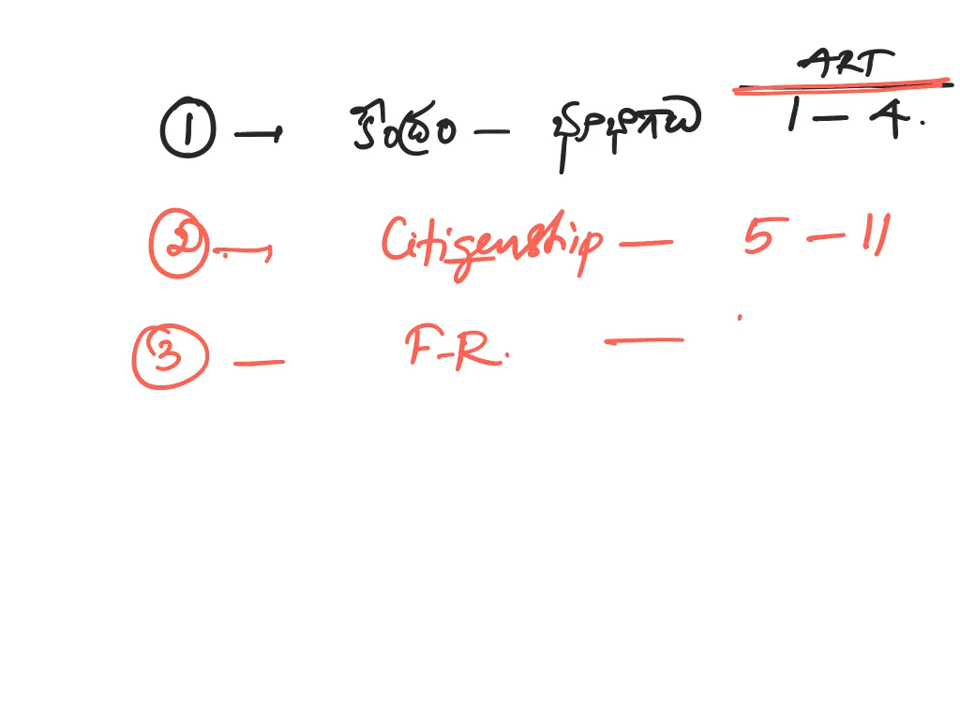 ART
① → కేంద్రం — భూభాగం 1 – 4.
② → Citizenship — 5 – 11
③ — F-R. —